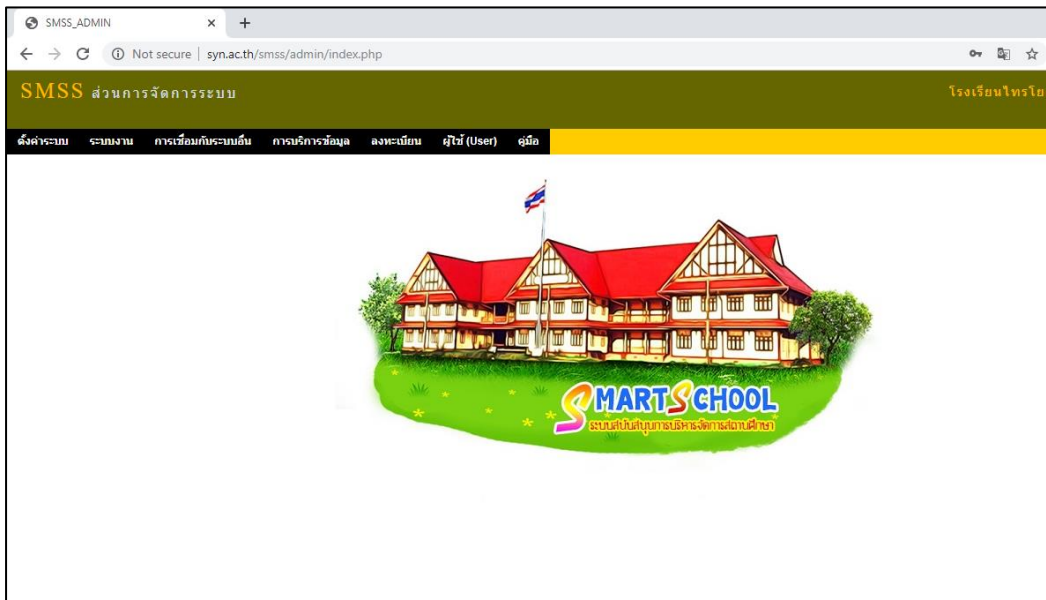 SMSS_ADMIN
Not secure | syn.ac.th/smss/admin/index.php
SMSS ส่วนการจัดการระบบ
โรงเรียนไทรโย
ตั้งค่าระบบ ระบบงาน การเชื่อมกับระบบอื่น การบริการข้อมูล ลงทะเบียน ผู้ใช้ (User) คู่มือ
SMART SCHOOL
ระบบสนับสนุนการบริหารจัดการสถานศึกษา